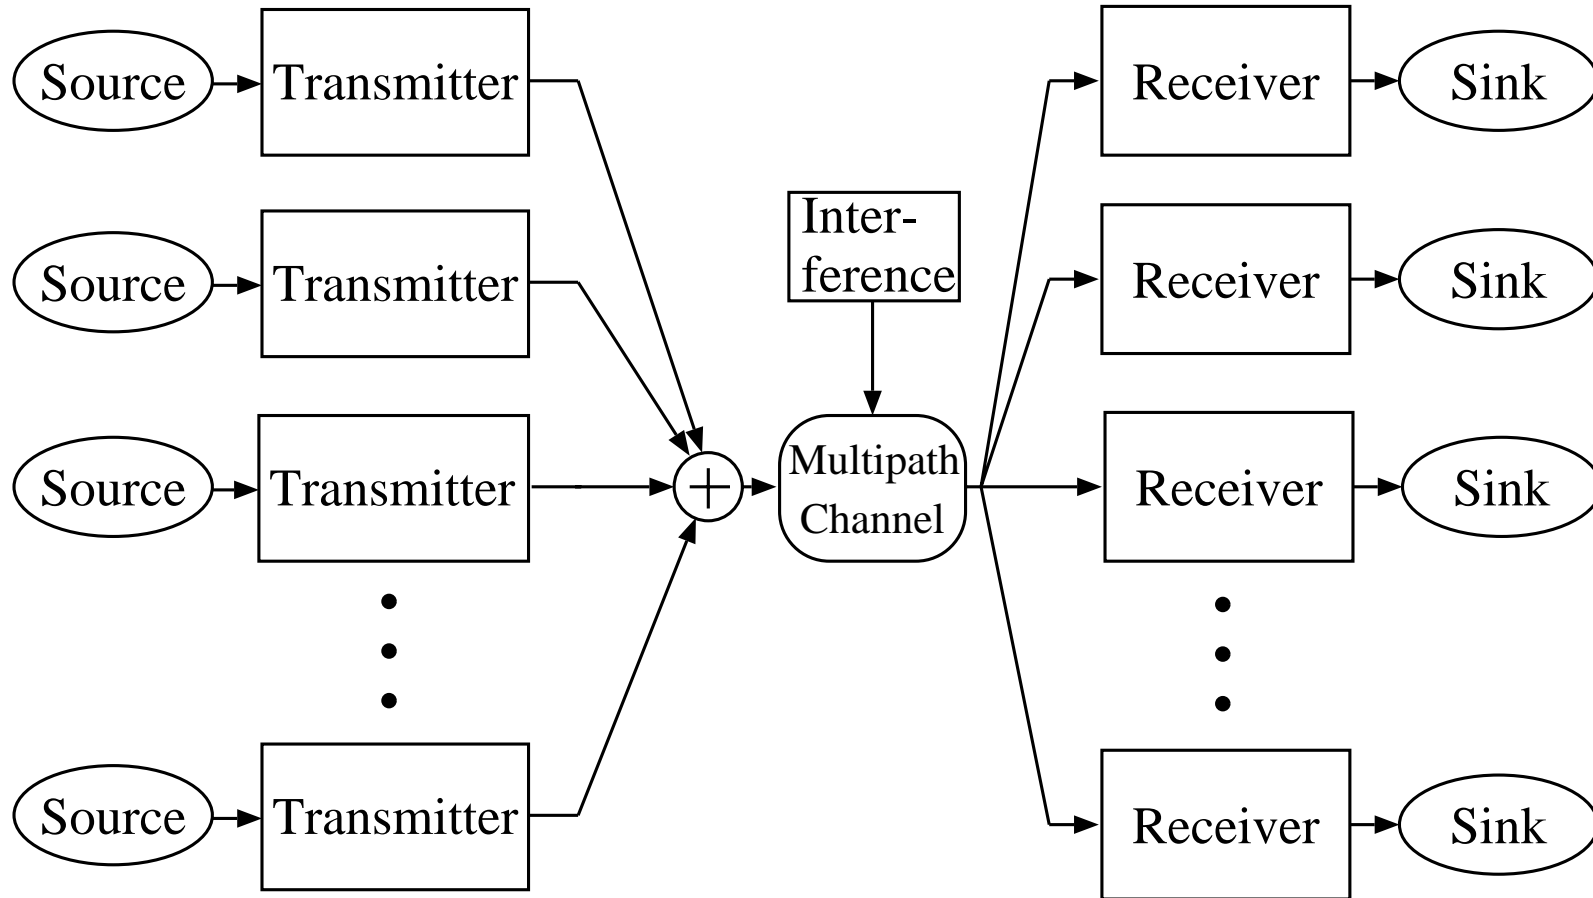 Source
Transmitter
Receiver
Sink
Source
Transmitter
Inter-
ference
Receiver
Sink
Source
Transmitter
+
Multipath
Channel
Receiver
Sink
Source
Transmitter
Receiver
Sink